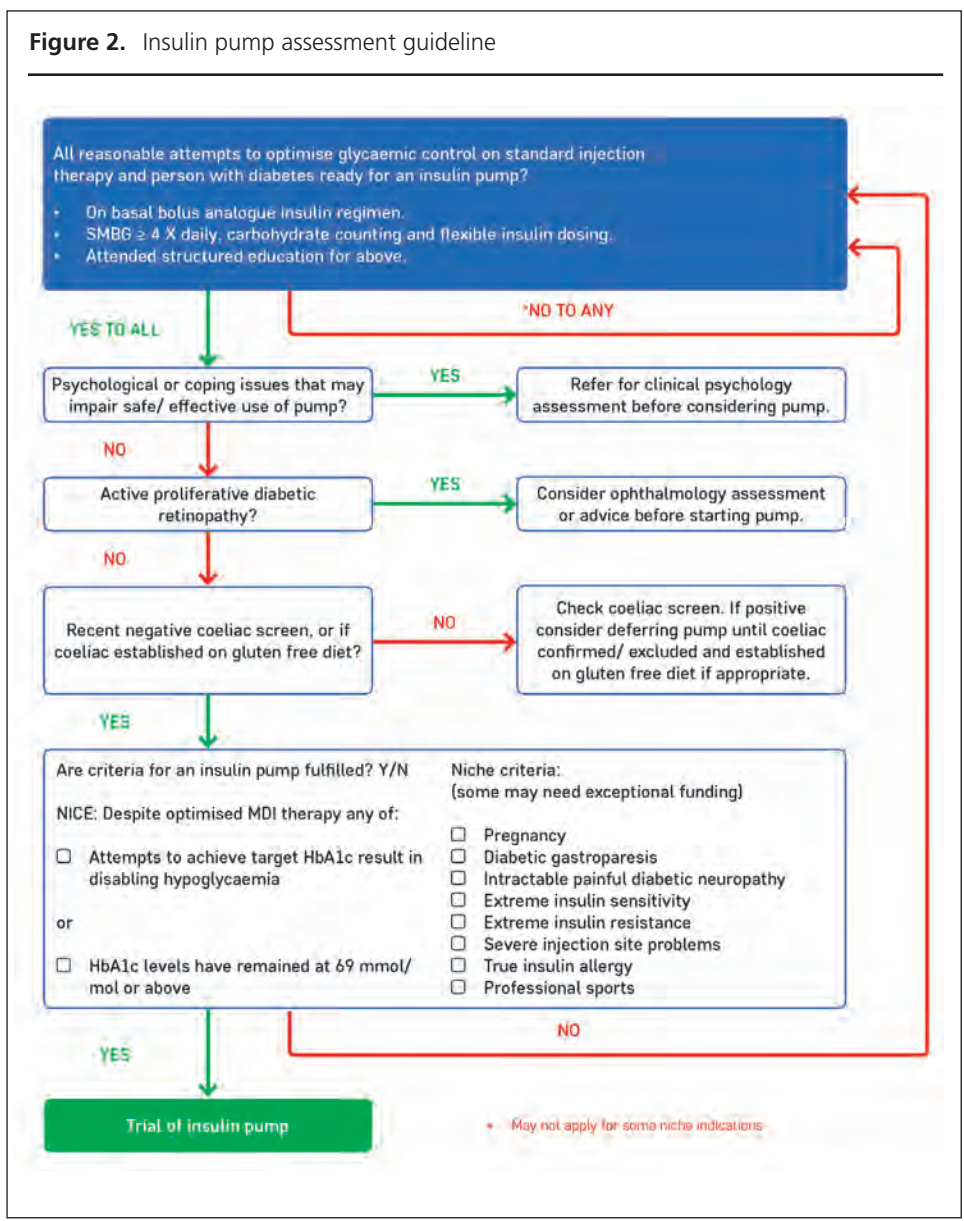 Figure 2. Insulin pump assessment guideline
All reasonable attempts to optimise glycaemic control on standard injection
therapy and person with diabetes ready for an insulin pump?
• On basal bolus analogue insulin regimen.
• SMBG ≥ 4 X daily, carbohydrate counting and flexible insulin dosing.
• Attended structured education for above.
*NO TO ANY
YES TO ALL
Psychological or coping issues that may
impair safe/ effective use of pump?
YES
Refer for clinical psychology
assessment before considering pump.
NO
Active proliferative diabetic
retinopathy?
YES
Consider ophthalmology assessment
or advice before starting pump.
NO
Recent negative coeliac screen, or if
coeliac established on gluten free diet?
NO
Check coeliac screen. If positive
consider deferring pump until coeliac
confirmed/ excluded and established
on gluten free diet if appropriate.
YES
Are criteria for an insulin pump fulfilled? Y/N
NICE: Despite optimised MDI therapy any of:
☐ Attempts to achieve target HbA1c result in
disabling hypoglycaemia
or
☐ HbA1c levels have remained at 69 mmol/
mol or above
Niche criteria:
(some may need exceptional funding)
☐ Pregnancy
☐ Diabetic gastroparesis
☐ Intractable painful diabetic neuropathy
☐ Extreme insulin sensitivity
☐ Extreme insulin resistance
☐ Severe injection site problems
☐ True insulin allergy
☐ Professional sports
NO
YES
Trial of insulin pump
* May not apply for some niche indications